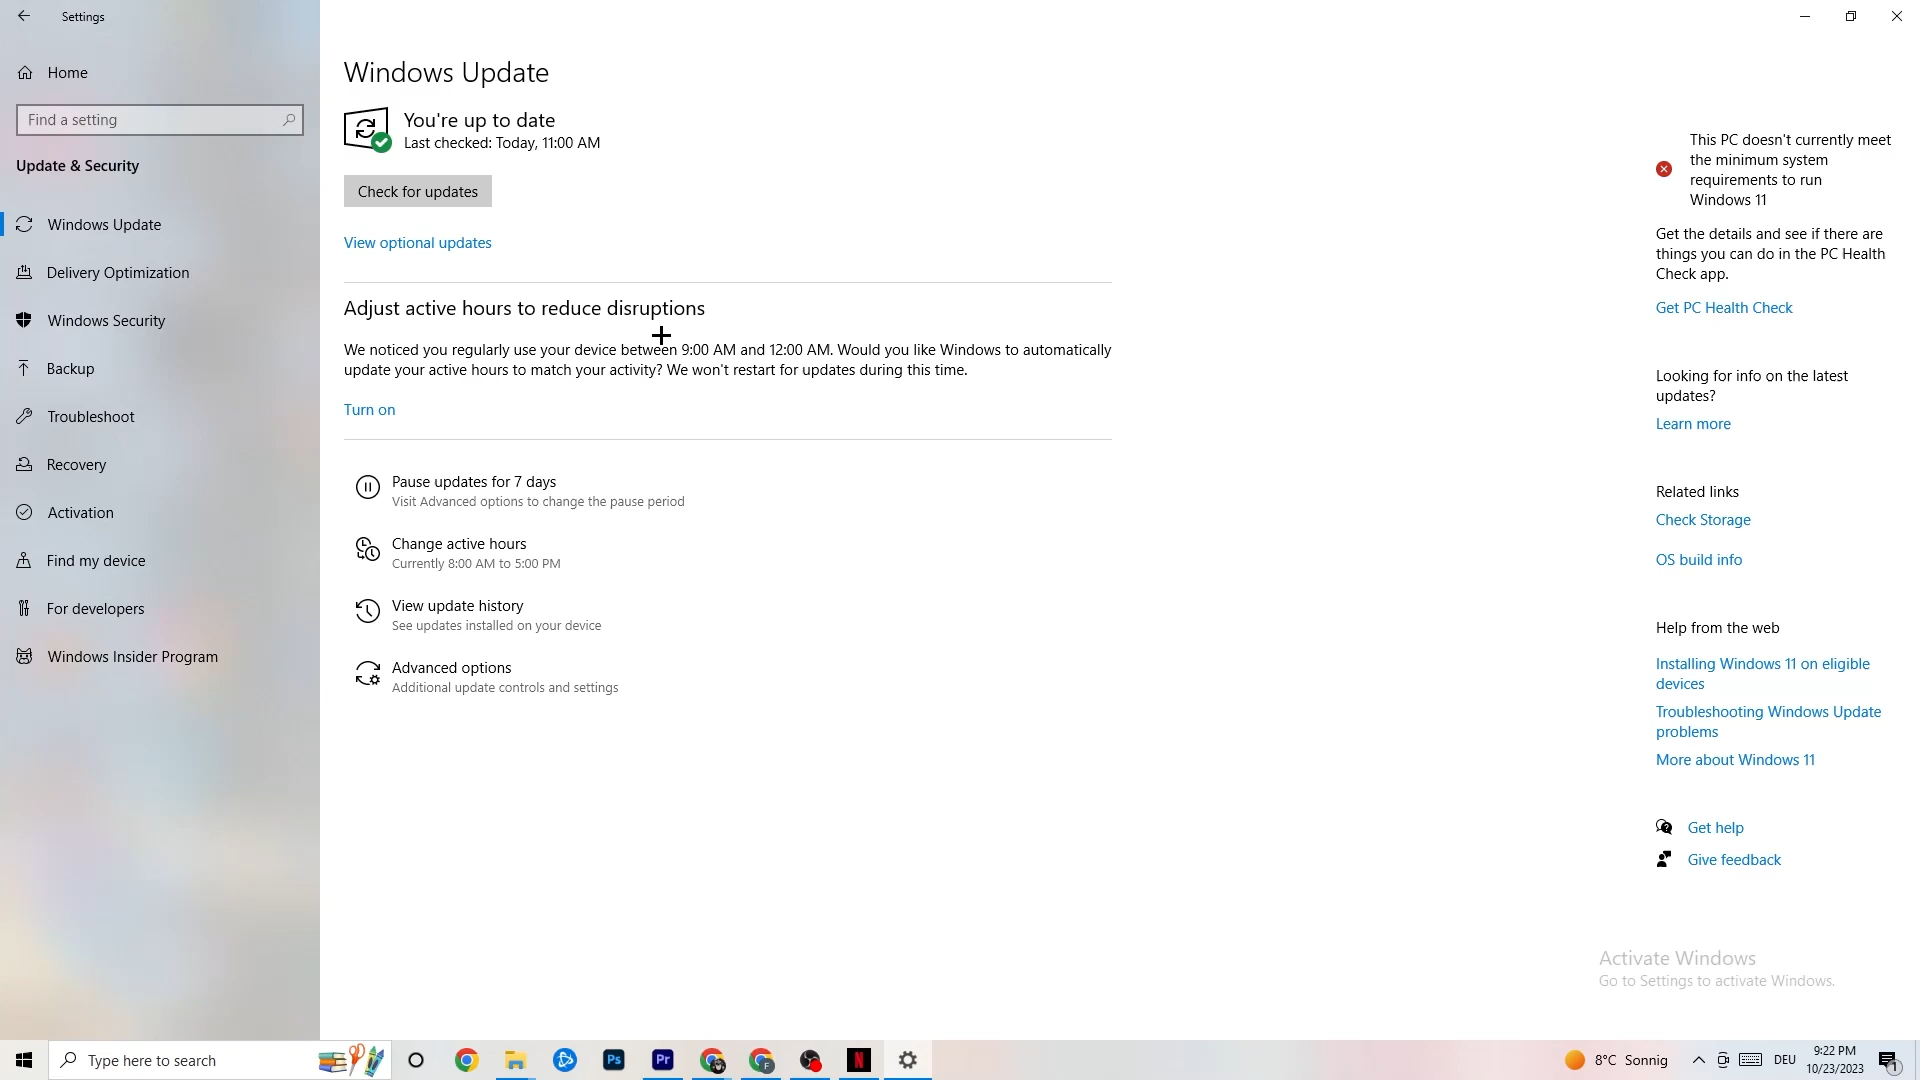 Settings
Home
Find a setting
Update & Security
Windows Update
Delivery Optimization
Windows Security
Backup
Troubleshoot
Recovery
Activation
Find my device
For developers
Windows Insider Program
Windows Update
You're up to date
Last checked: Today, 11:00 AM
Check for updates
View optional updates
Adjust active hours to reduce disruptions
We noticed you regularly use your device between 9:00 AM and 12:00 AM. Would you like Windows to automatically
update your active hours to match your activity? We won't restart for updates during this time.
Turn on
Pause updates for 7 days
Visit Advanced options to change the pause period
Change active hours
Currently 8:00 AM to 5:00 PM
View update history
See updates installed on your device
Advanced options
Additional update controls and settings
This PC doesn't currently meet
the minimum system
requirements to run
Windows 11
Get the details and see if there are
things you can do in the PC Health
Check app.
Get PC Health Check
Looking for info on the latest
updates?
Learn more
Related links
Check Storage
OS build info
Help from the web
Installing Windows 11 on eligible
devices
Troubleshooting Windows Update
problems
More about Windows 11
Get help
Give feedback
Activate Windows
Go to Settings to activate Windows.
Type here to search
Ps
Pr
F
N
8°C Sonnig
DEU
9:22 PM
10/23/2023
1